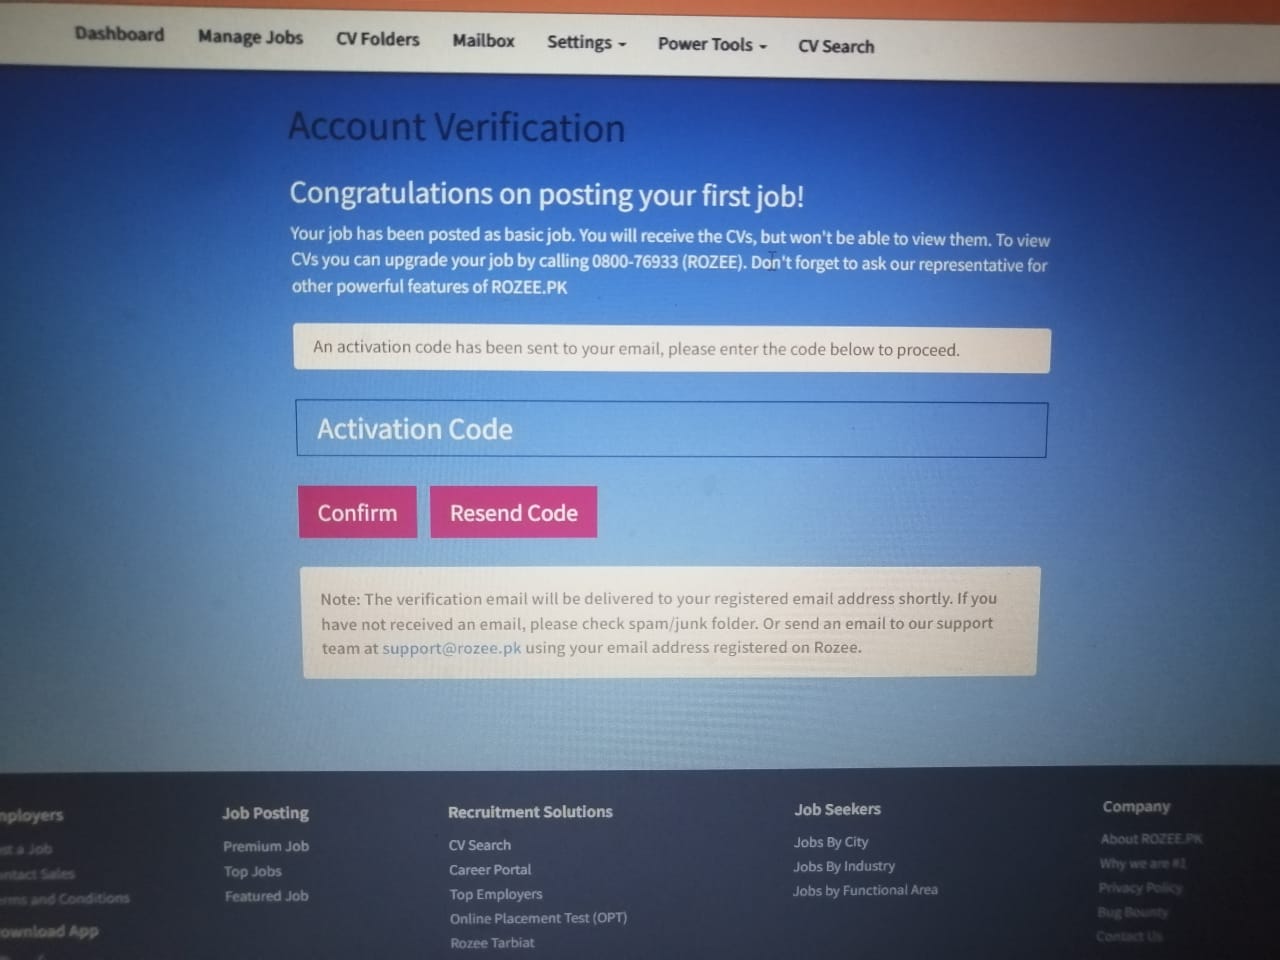 Dashboard Manage Jobs CV Folders Mailbox Settings Power Tools CV Search
Account Verification
Congratulations on posting your first job!
Your job has been posted as basic job. You will receive the CVs, but won't be able to view them. To view
CVs you can upgrade your job by calling 0800-76933 (ROZEE). Don't forget to ask our representative for
other powerful features of ROZEE.PK
An activation code has been sent to your email, please enter the code below to proceed.
Activation Code
Confirm Resend Code
Note: The verification email will be delivered to your registered email address shortly. If you
have not received an email, please check spam/junk folder. Or send an email to our support
team at support@rozee.pk using your email address registered on Rozee.
mployers
st a Job
ontact Sales
erms and Conditions
ownload App
Job Posting
Premium Job
Top Jobs
Featured Job
Recruitment Solutions
CV Search
Career Portal
Top Employers
Online Placement Test (OPT)
Rozee Tarbiat
Job Seekers
Jobs By City
Jobs By Industry
Jobs by Functional Area
Company
About ROZEE.PK
Why we are #1
Privacy Policy
Bug Bounty
Contact Us